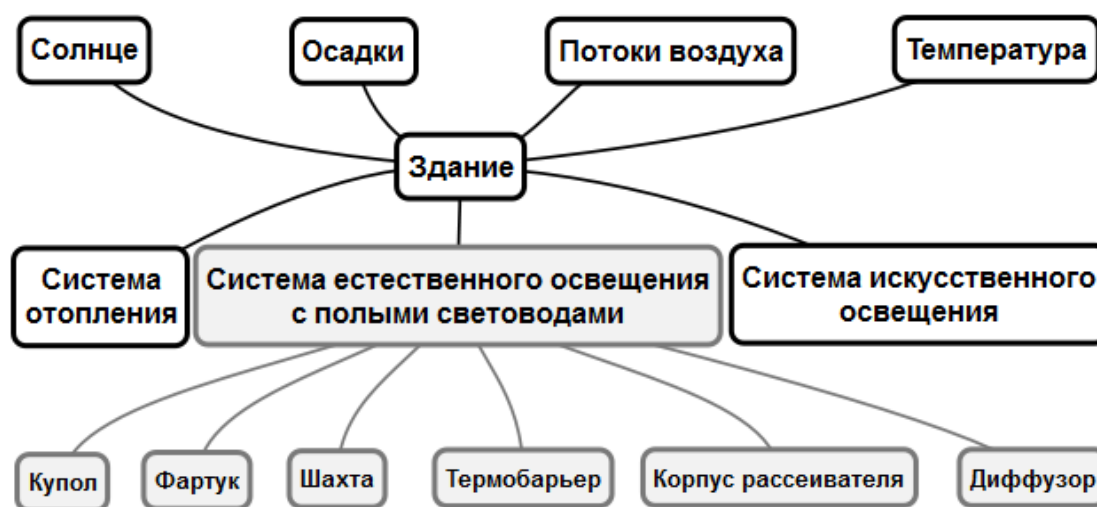 Солнце
Осадки
Потоки воздуха
Температура
Здание
Система
отопления
Система естественного освещения
с полыми световодами
Система искусственного
освещения
Купол
Фартук
Шахта
Термобарьер
Корпус рассеивателя
Диффузор